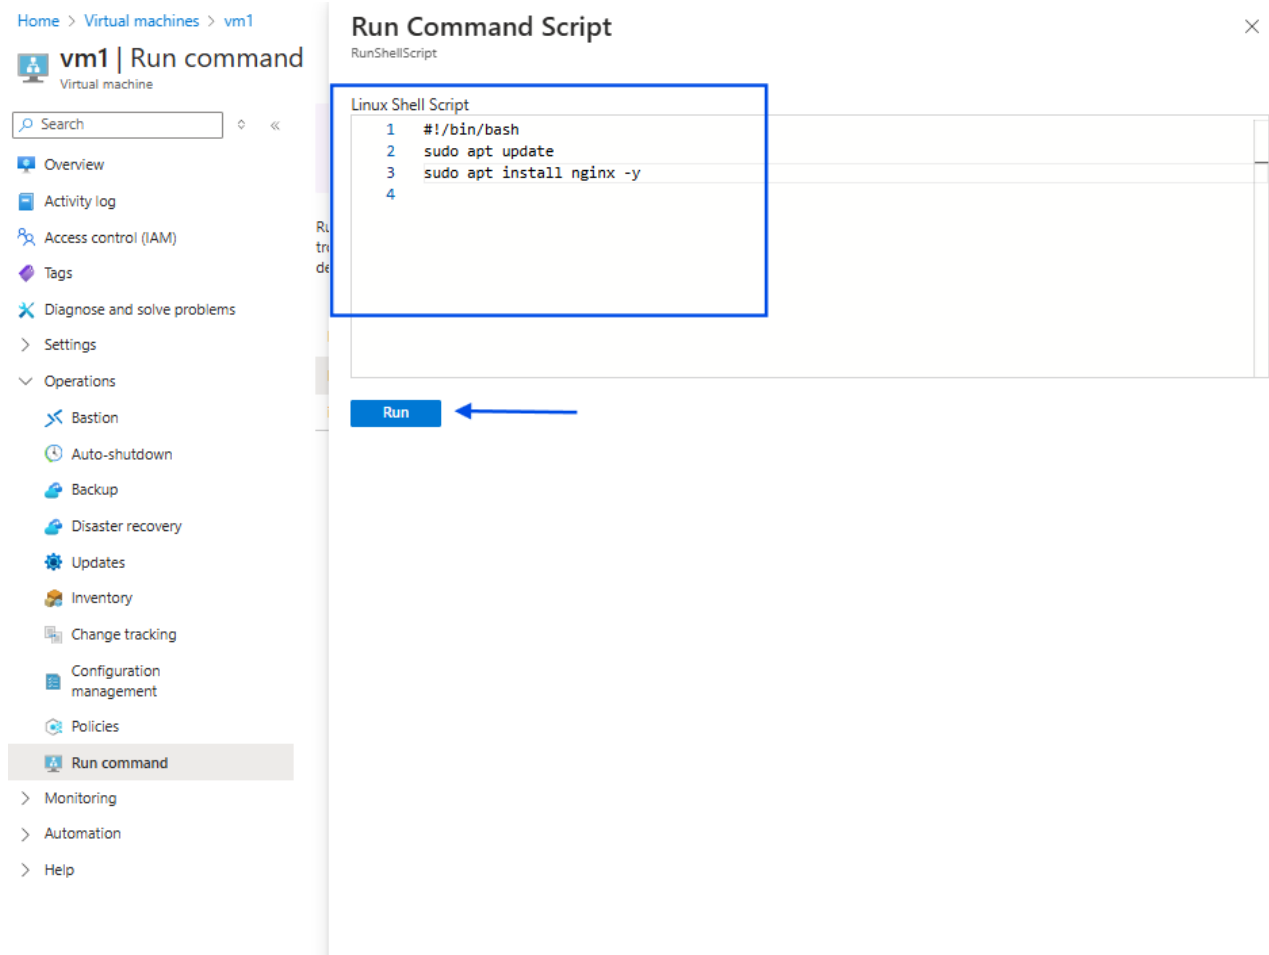 Home > Virtual machines > vm1
vm1 | Run command
Virtual machine
Search
Overview
Activity log
Access control (IAM)
Tags
Diagnose and solve problems
Settings
Operations
Bastion
Auto-shutdown
Backup
Disaster recovery
Updates
Inventory
Change tracking
Configuration
management
Policies
Run command
Monitoring
Automation
Help
Run Command Script
RunShellScript
Linux Shell Script
1 #!/bin/bash
2 sudo apt update
3 sudo apt install nginx -y
4
Run